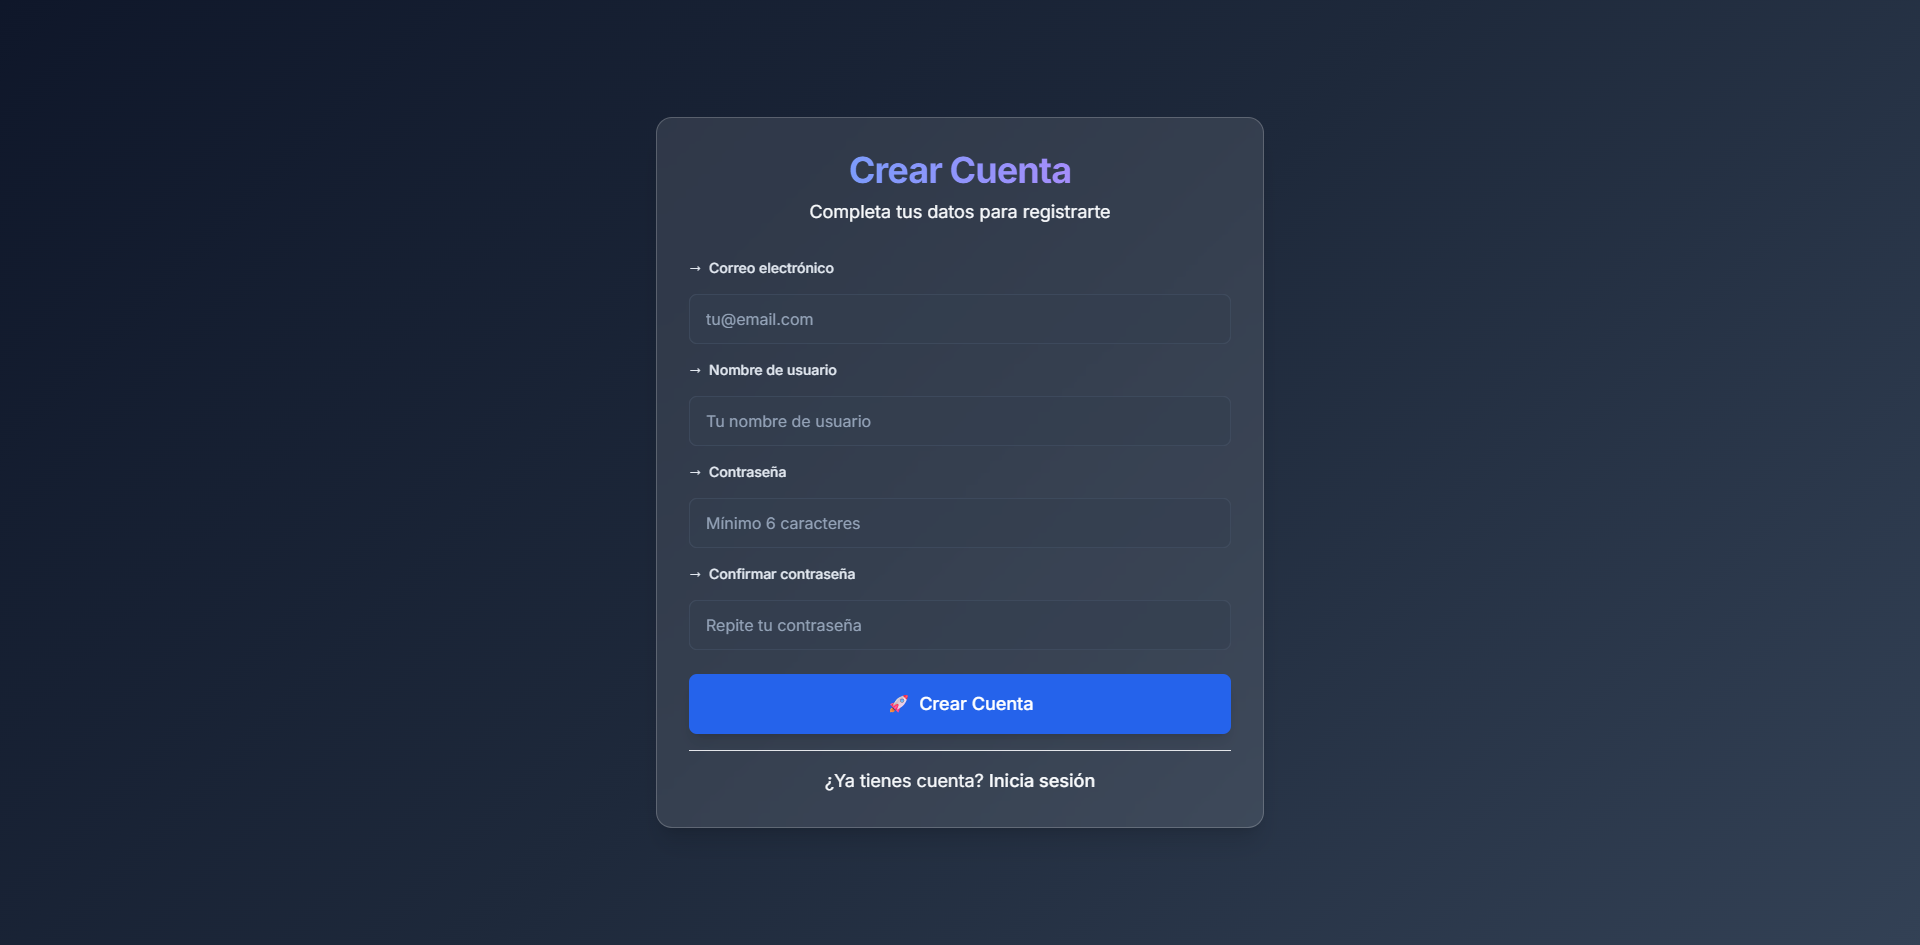 Crear Cuenta
Completa tus datos para registrarte
→ Correo electrónico
tu@email.com
→ Nombre de usuario
Tu nombre de usuario
→ Contraseña
Mínimo 6 caracteres
→ Confirmar contraseña
Repite tu contraseña
🚀 Crear Cuenta
¿Ya tienes cuenta? Inicia sesión